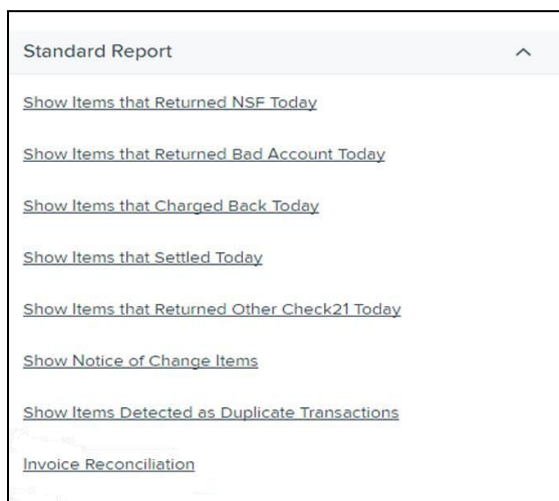 Standard Report
Show Items that Returned NSF Today
Show Items that Returned Bad Account Today
Show Items that Charged Back Today
Show Items that Settled Today
Show Items that Returned Other Check21 Today
Show Notice of Change Items
Show Items Detected as Duplicate Transactions
Invoice Reconciliation